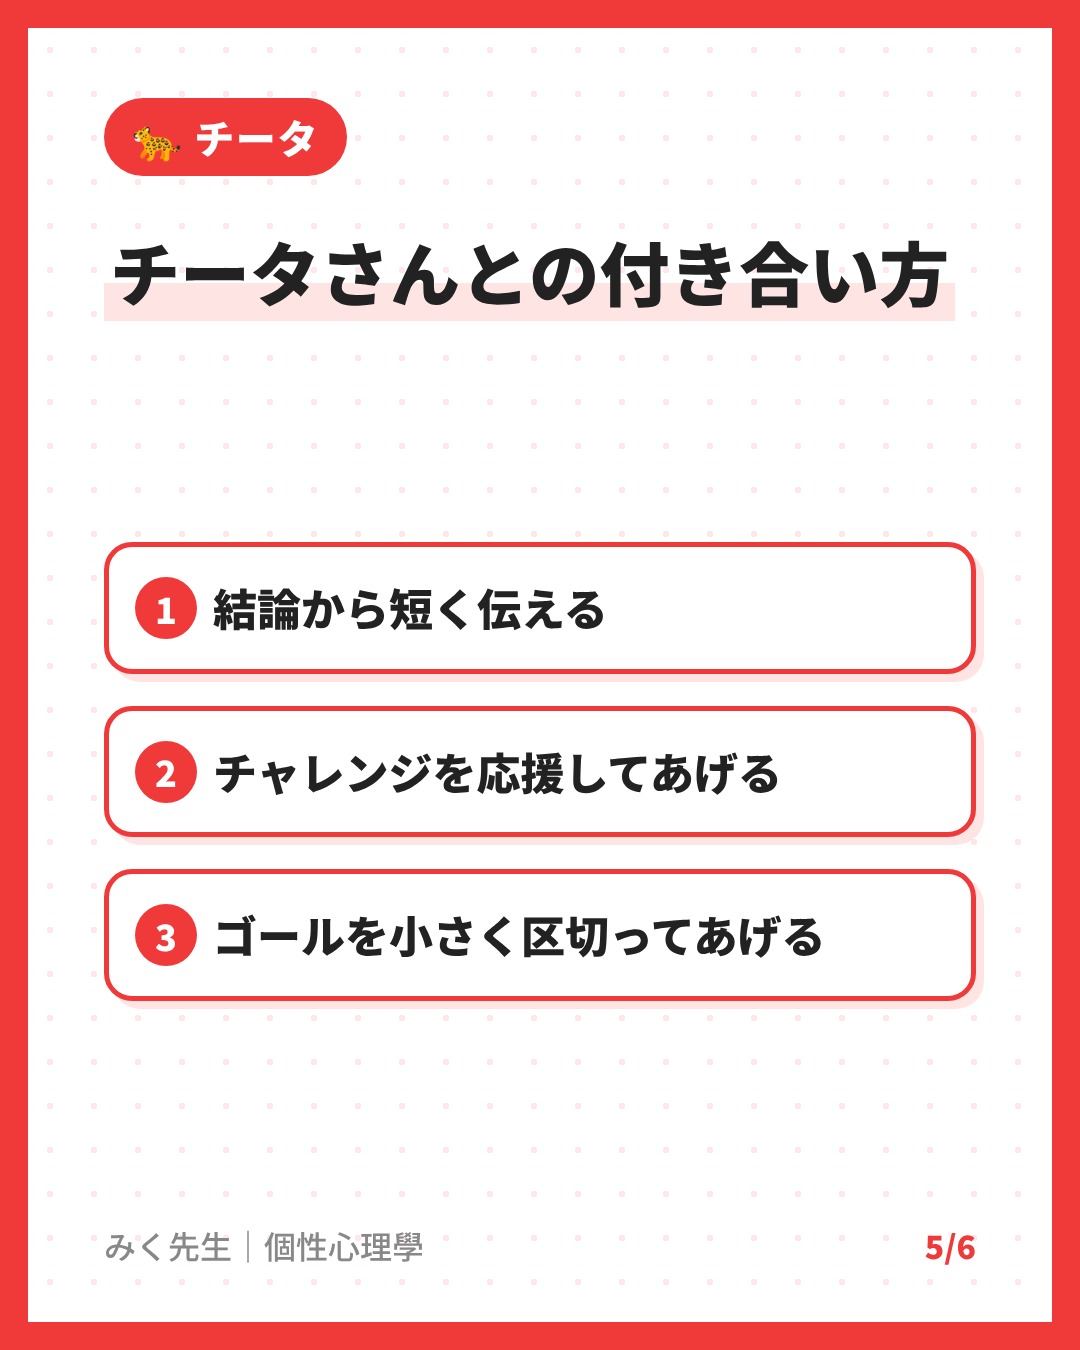 🐆 チータ
チータさんとの付き合い方
1 結論から短く伝える
2 チャレンジを応援してあげる
3 ゴールを小さく区切ってあげる
みく先生｜個性心理學
5/6